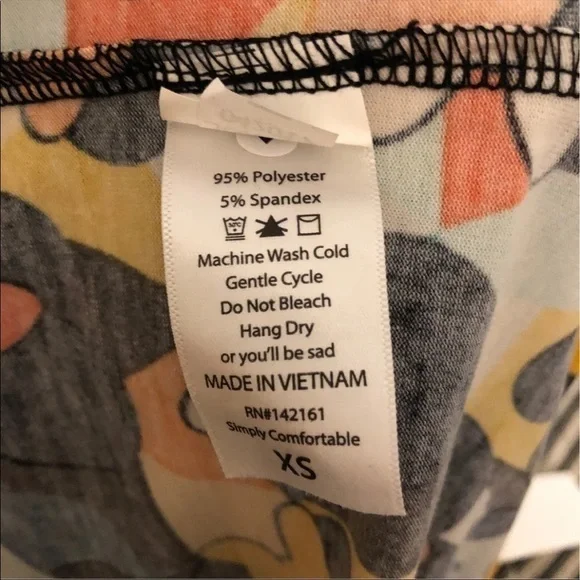 95% Polyester
5% Spandex
Machine Wash Cold
Gentle Cycle
Do Not Bleach
Hang Dry
or you'll be sad
MADE IN VIETNAM
RN#142161
Simply Comfortable
XS